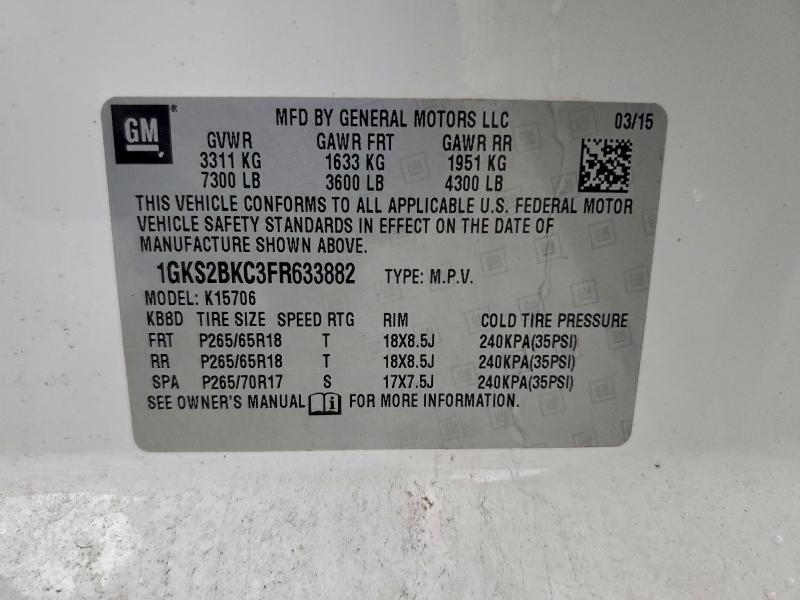 GM® MFD BY GENERAL MOTORS LLC 03/15
GVWR GAWR FRT GAWR RR
3311 KG 1633 KG 1951 KG
7300 LB 3600 LB 4300 LB
THIS VEHICLE CONFORMS TO ALL APPLICABLE U.S. FEDERAL MOTOR
VEHICLE SAFETY STANDARDS IN EFFECT ON THE DATE OF
MANUFACTURE SHOWN ABOVE.
1GKS2BKC3FR633882 TYPE: M.P.V.
MODEL: K15706
KBBD TIRE SIZE SPEED RTG RIM COLD TIRE PRESSURE
FRT P265/65R18 T 18X8.5J 240KPA(35PSI)
RR P265/65R18 T 18X8.5J 240KPA(35PSI)
SPA P265/70R17 S 17X7.5J 240KPA(35PSI)
SEE OWNER'S MANUAL FOR MORE INFORMATION.